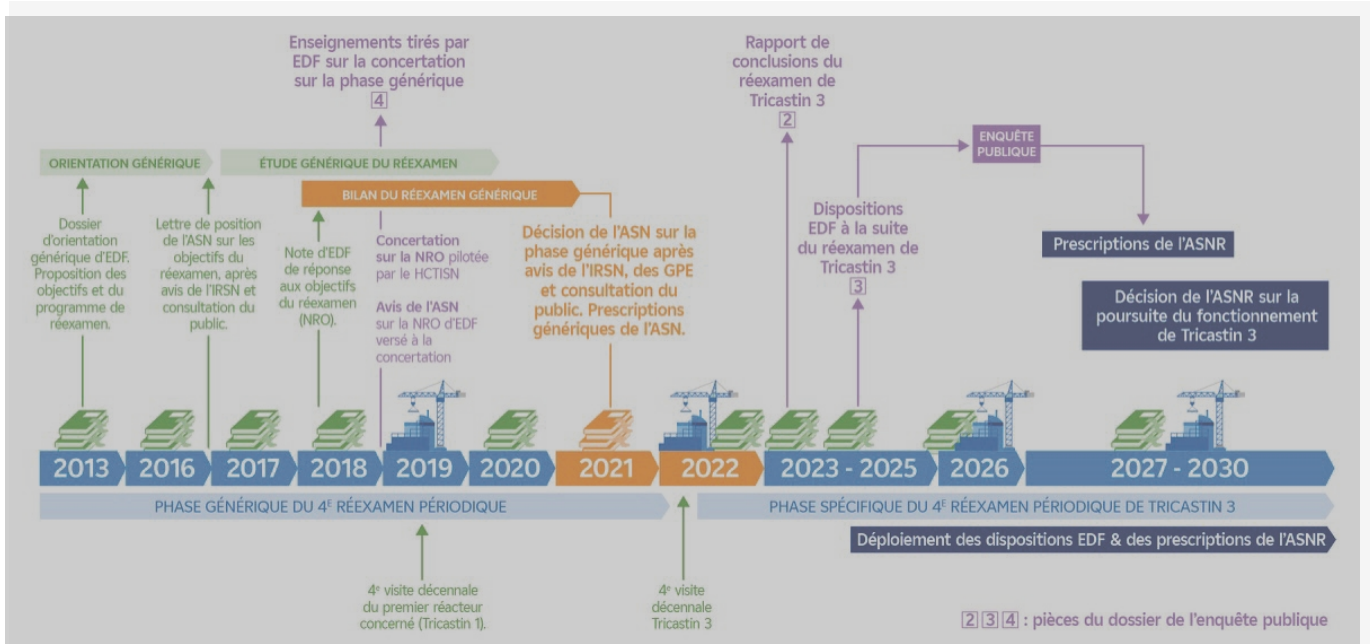 Enseignements tirés par
EDF sur la concertation
sur la phase générique
4
Rapport de
conclusions du
réexamen de
Tricastin 3
2
ENQUÊTE
PUBLIQUE
ORIENTATION GÉNÉRIQUE
ÉTUDE GÉNÉRIQUE DU RÉEXAMEN
BILAN DU RÉEXAMEN GÉNÉRIQUE
Dossier
d'orientation
générique d'EDF.
Proposition des
objectifs et du
programme de
réexamen.
Lettre de position
de l'ASN sur les
objectifs du
réexamen, après
avis de l'IRSN et
consultation du
public.
Note d'EDF
de réponse
aux objectifs
du réexamen
(NRO).
Concertation
sur la NRO pilotée
par le HCTISN
Avis de l'ASN
sur la NRO d'EDF
versé à la
concertation
Décision de l'ASN sur la
phase générique après
avis de l'IRSN, des GPE
et consultation du
public. Prescriptions
génériques de l'ASN.
Dispositions
EDF à la suite
du réexamen de
Tricastin 3
3
Prescriptions de l'ASNR
Décision de l'ASNR sur la
poursuite du fonctionnement
de Tricastin 3
2013
2016
2017
2018
2019
2020
2021
2022
2023 - 2025
2026
2027 - 2030
PHASE GÉNÉRIQUE DU 4E RÉEXAMEN PÉRIODIQUE
PHASE SPÉCIFIQUE DU 4E RÉEXAMEN PÉRIODIQUE DE TRICASTIN 3
Déploiement des dispositions EDF & des prescriptions de l'ASNR
4e visite décennale
du premier réacteur
concerné (Tricastin 1).
4e visite
décennale
Tricastin 3
2 3 4 : pièces du dossier de l'enquête publique